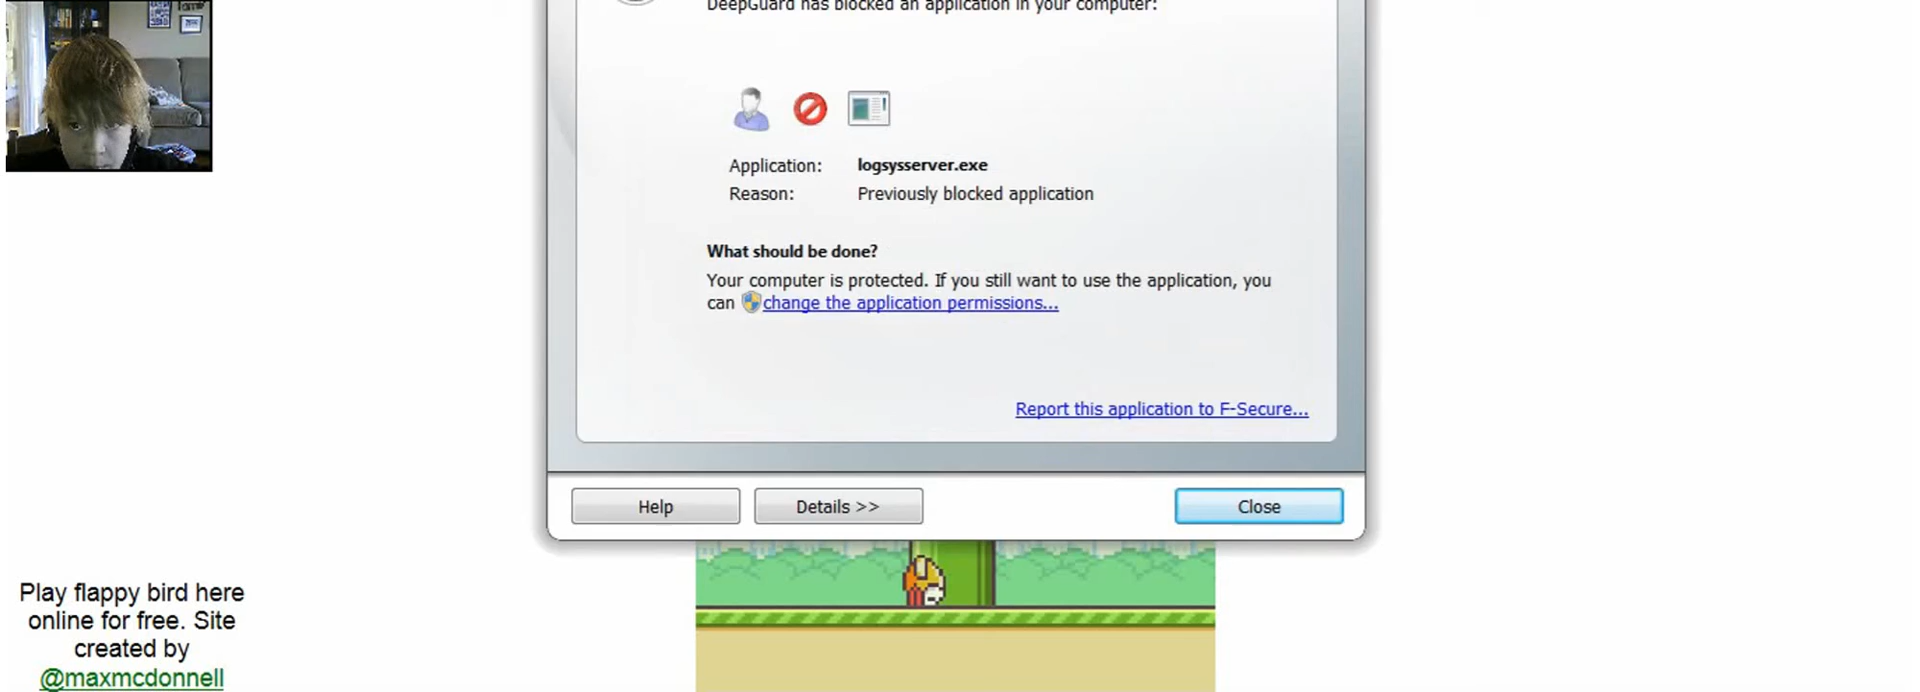 DeepGuard has blocked an application in your computer:
Application: logsysserver.exe
Reason: Previously blocked application
What should be done?
Your computer is protected. If you still want to use the application, you
can change the application permissions...
Report this application to F-Secure...
Help Details >> Close
Play flappy bird here
online for free. Site
created by
@maxmcdonnell